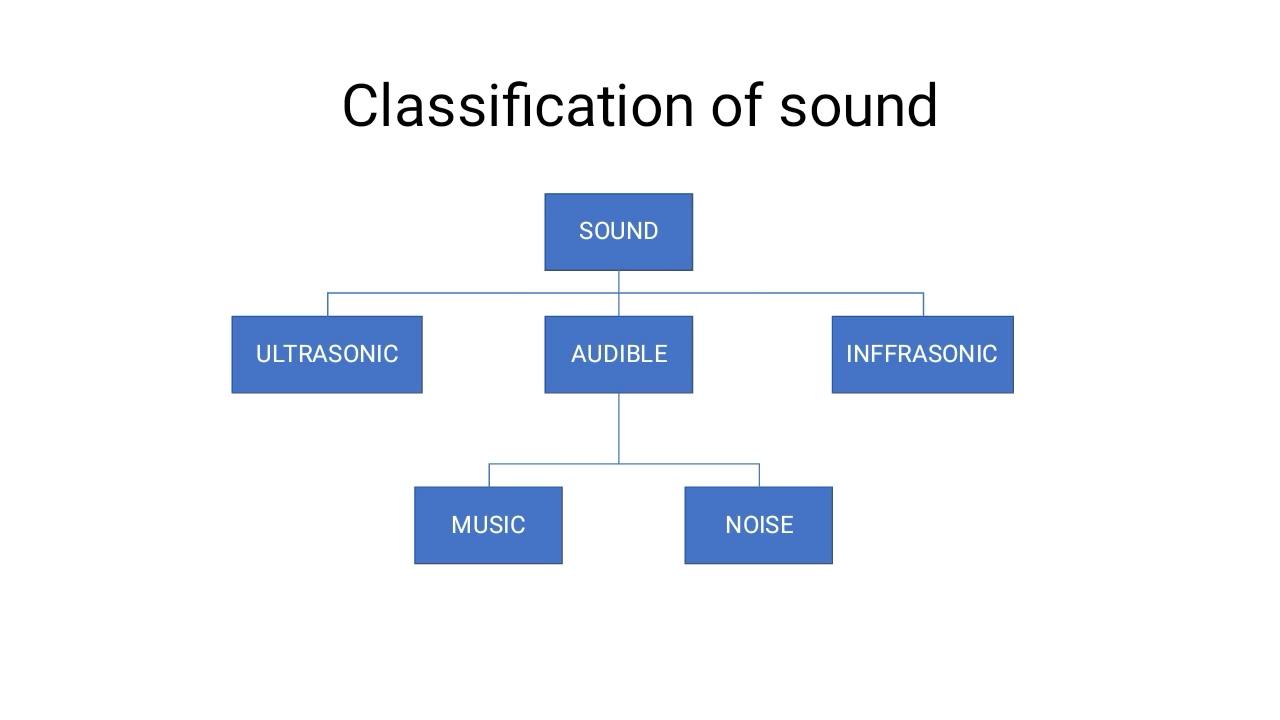 Classification of sound
SOUND
ULTRASONIC
AUDIBLE
INFFRASONIC
MUSIC
NOISE